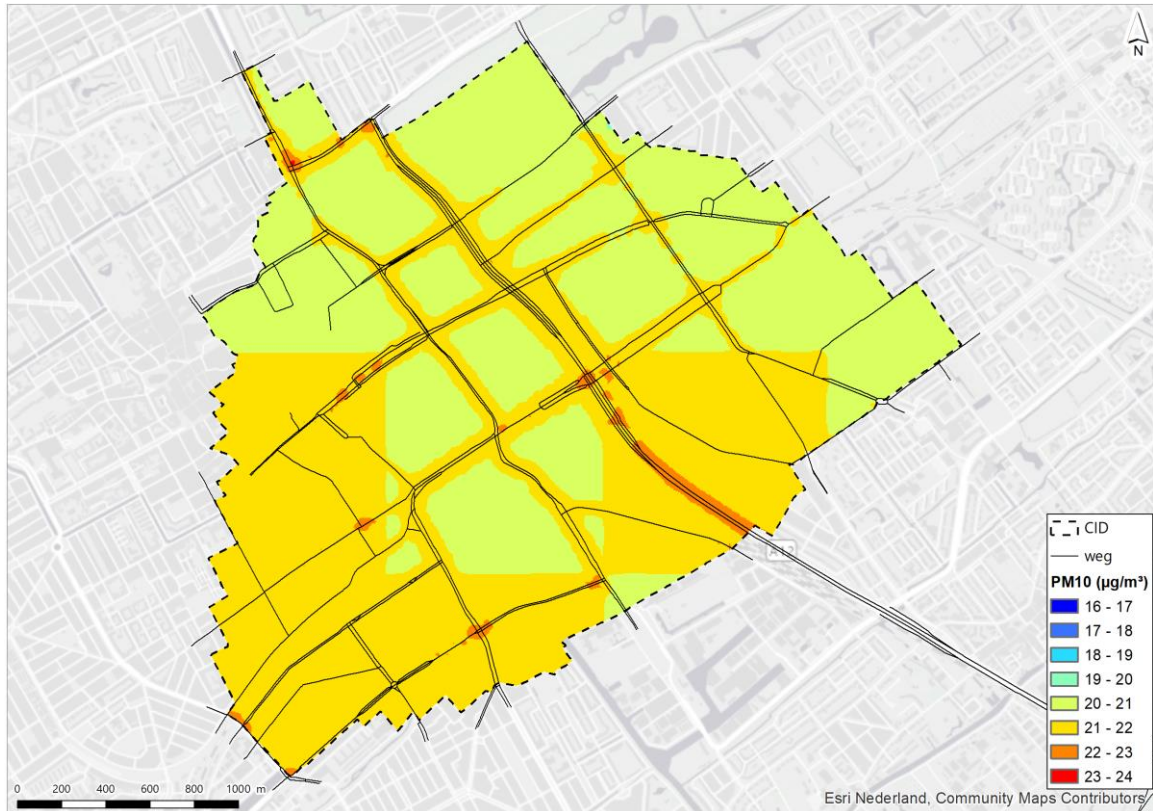 N
A12
CID
weg
PM10 (µg/m³)
16 - 17
17 - 18
18 - 19
19 - 20
20 - 21
21 - 22
22 - 23
23 - 24
0 200 400 600 800 1000 m
Esri Nederland, Community Maps Contributors